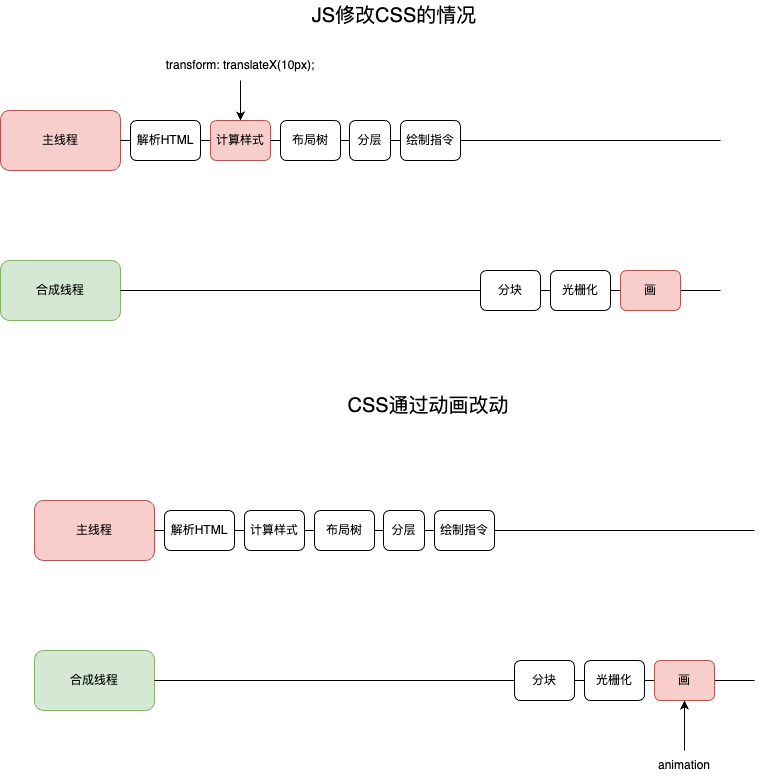 JS修改CSS的情况
transform: translateX(10px);
主线程
解析HTML
计算样式
布局树
分层
绘制指令
合成线程
分块
光栅化
画
CSS通过动画改动
主线程
解析HTML
计算样式
布局树
分层
绘制指令
合成线程
分块
光栅化
画
animation